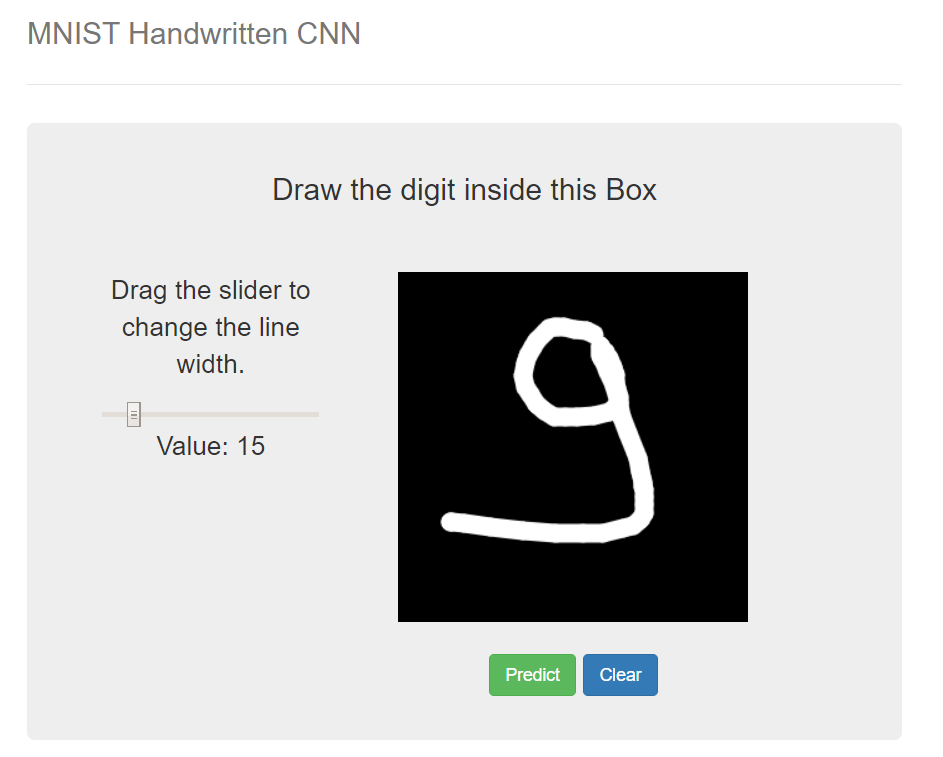 MNIST Handwritten CNN
Draw the digit inside this Box
Drag the slider to
change the line
width.
Value: 15
9
Predict Clear